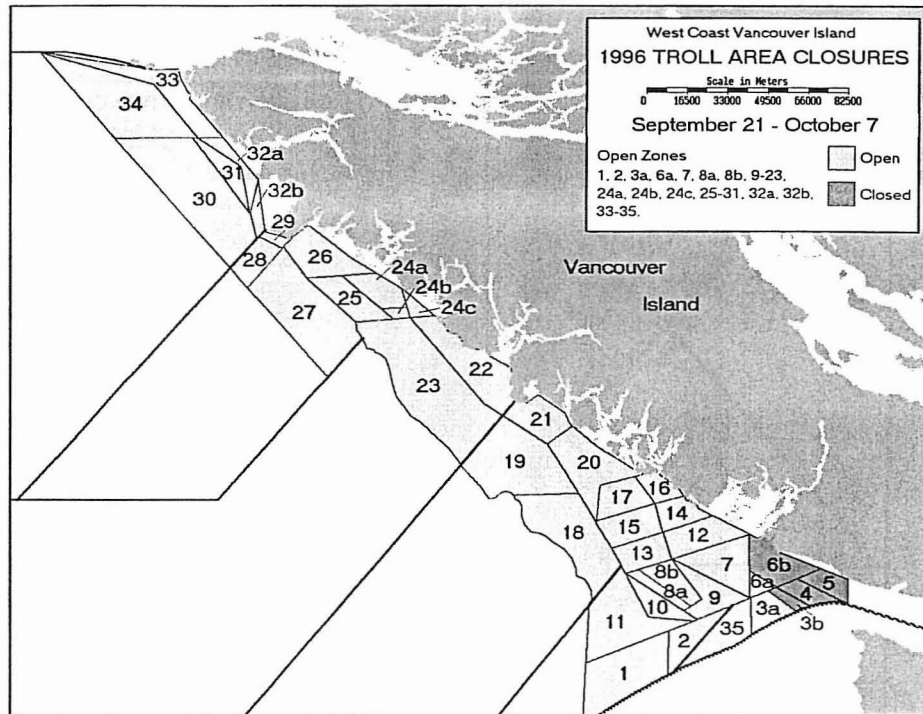 West Coast Vancouver Island
1996 TROLL AREA CLOSURES
Scale in Meters
0 16500 33000 49500 66000 82500
September 21 - October 7
Open Zones
1, 2, 3a, 6a, 7, 8a, 8b, 9-23,
24a, 24b, 24c, 25-31, 32a, 32b,
33-35.
Open
Closed
33
34
32a
31
32b
30
29
28
26
24a
27
25
24b
24c
Vancouver
Island
22
23
21
20
19
17
16
18
15
14
12
13
7
6b
8b
6a
5
8a
4
10
9
3a
11
3b
2
35
1